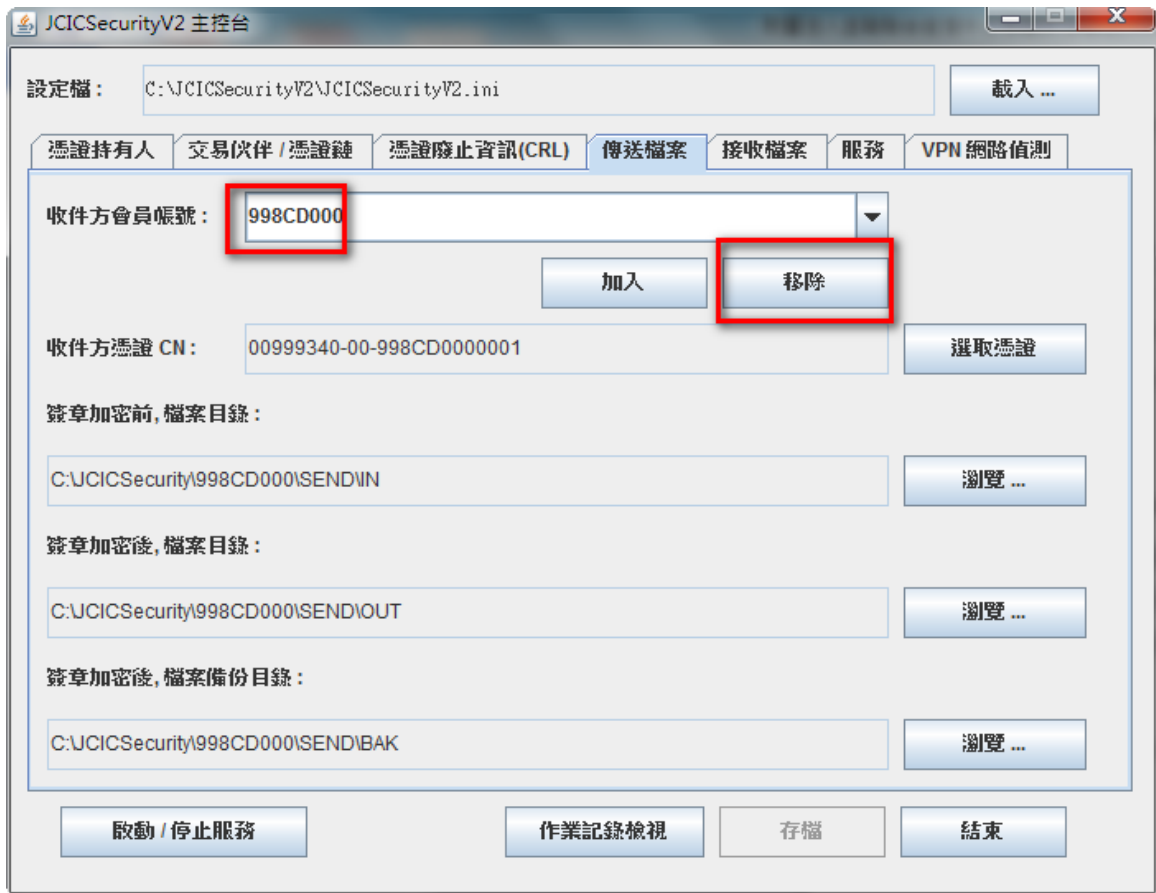 JCICSecurityV2 主控台
設定檔： C:\JCICSecurityV2\JCICSecurityV2.ini 載入 ...
憑證持有人 交易伙伴 / 憑證鏈 憑證廢止資訊(CRL) 傳送檔案 接收檔案 服務 VPN 網路偵測
收件方會員帳號： 998CD000
加入 移除
收件方憑證 CN： 00999340-00-998CD0000001 選取憑證
簽章加密前, 檔案目錄：
C:\JCICSecurity\998CD000\SEND\IN 瀏覽 ...
簽章加密後, 檔案目錄：
C:\JCICSecurity\998CD000\SEND\OUT 瀏覽 ...
簽章加密後, 檔案備份目錄：
C:\JCICSecurity\998CD000\SEND\BAK 瀏覽 ...
啟動 / 停止服務 作業記錄檢視 存檔 結束